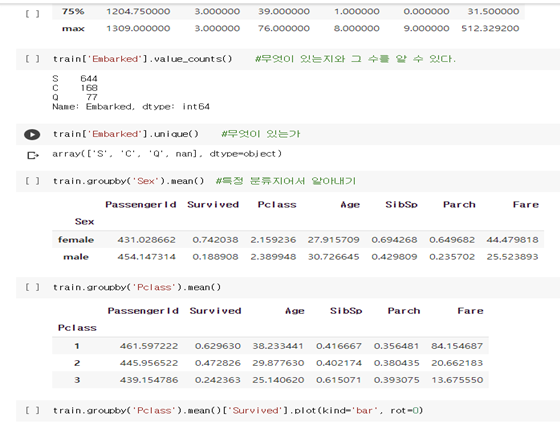 [ ] 75% 1204.750000 3.000000 39.000000 1.000000 0.000000 31.500000
max 1309.000000 3.000000 76.000000 8.000000 9.000000 512.329200
[ ] train['Embarked'].value_counts() #무엇이 있는지와 그 수를 알 수 있다.
S 644
C 168
Q 77
Name: Embarked, dtype: int64
train['Embarked'].unique() #무엇이 있는가
array(['S', 'C', 'Q', nan], dtype=object)
[ ] train.groupby('Sex').mean() #특정 분류지어서 알아내기
PassengerId Survived Pclass Age SibSp Parch Fare
Sex
female 431.028662 0.742038 2.159236 27.915709 0.694268 0.649682 44.479818
male 454.147314 0.188908 2.389948 30.726645 0.429809 0.235702 25.523893
[ ] train.groupby('Pclass').mean()
PassengerId Survived Age SibSp Parch Fare
Pclass
1 461.597222 0.629630 38.233441 0.416667 0.356481 84.154687
2 445.956522 0.472826 29.877630 0.402174 0.380435 20.662183
3 439.154786 0.242363 25.140620 0.615071 0.393075 13.675550
[ ] train.groupby('Pclass').mean()['Survived'].plot(kind='bar', rot=0)